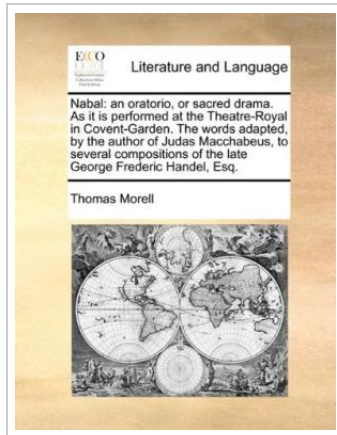 ECCO
Literature and Language
Nabal: an oratorio, or sacred drama.
As it is performed at the Theatre-Royal
in Covent-Garden. The words adapted,
by the author of Judas Macchabeus, to
several compositions of the late
George Frederic Handel, Esq.
Thomas Morell